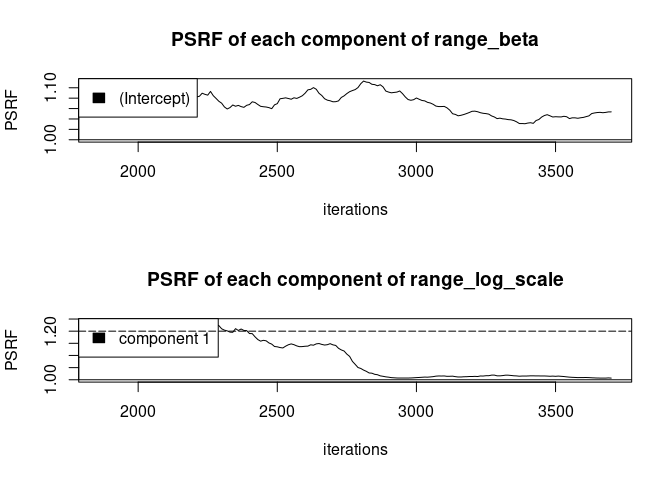 PSRF of each component of range_beta
PSRF
1.10
1.00
(Intercept)
2000 2500 3000 3500
iterations
PSRF of each component of range_log_scale
PSRF
1.20
1.00
component 1
2000 2500 3000 3500
iterations